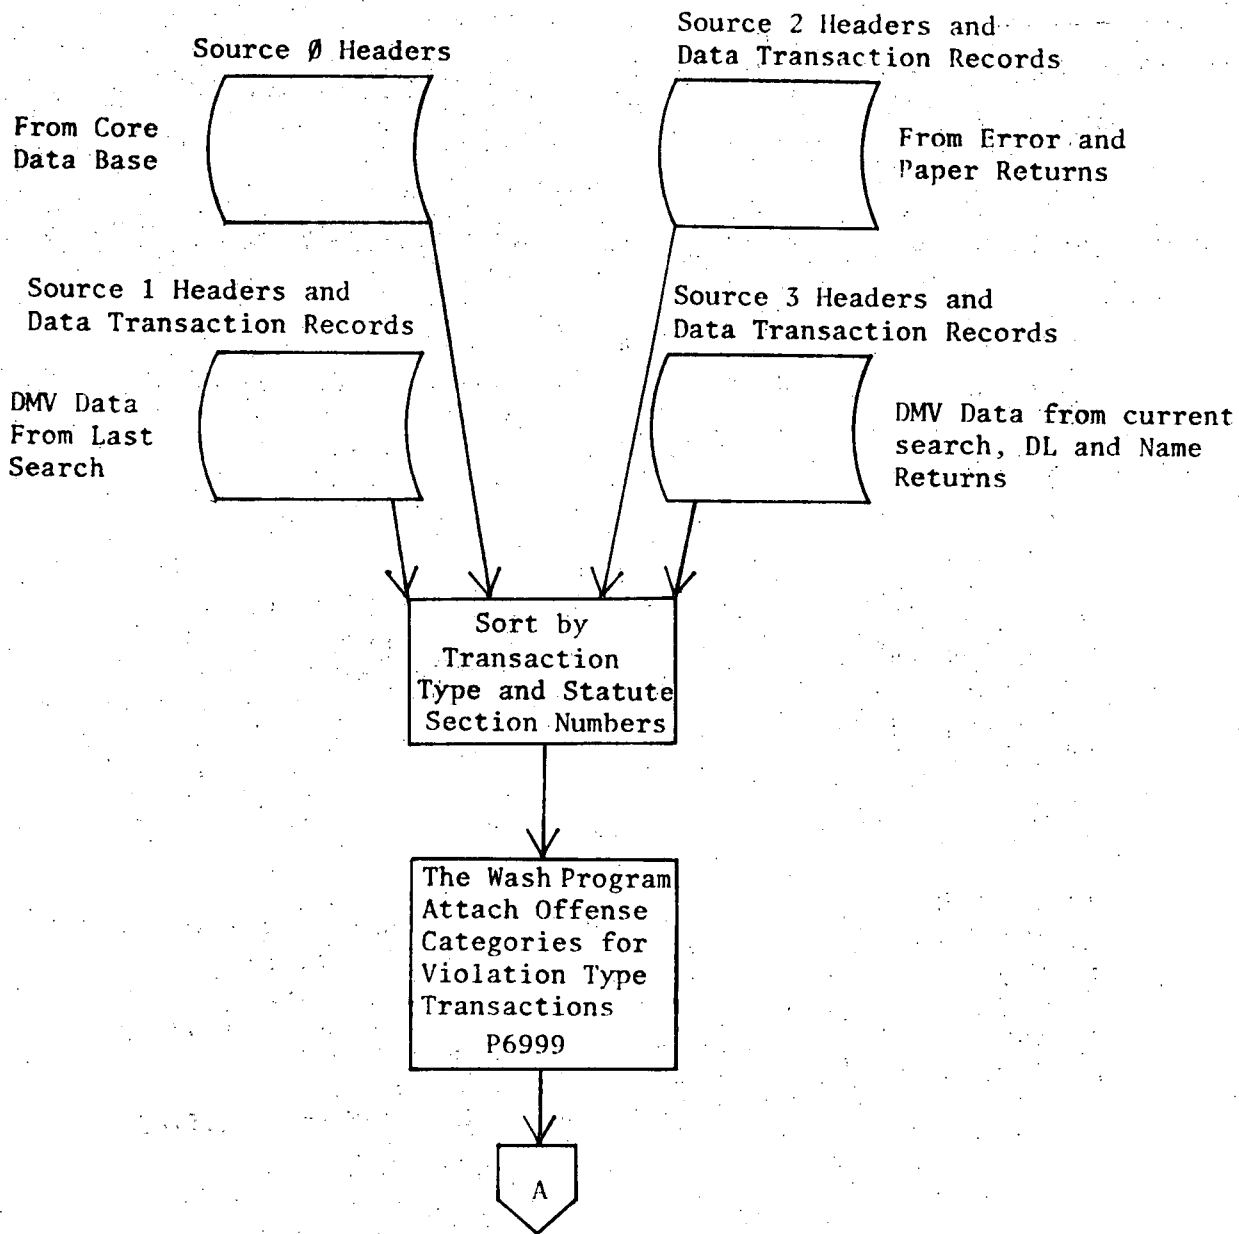 Source Ø Headers
From Core
Data Base
Source 2 Headers and
Data Transaction Records
From Error and
Paper Returns
Source 1 Headers and
Data Transaction Records
DMV Data
From Last
Search
Source 3 Headers and
Data Transaction Records
DMV Data from current
search, DL and Name
Returns
Sort by
Transaction
Type and Statute
Section Numbers
The Wash Program
Attach Offense
Categories for
Violation Type
Transactions
P6999
A